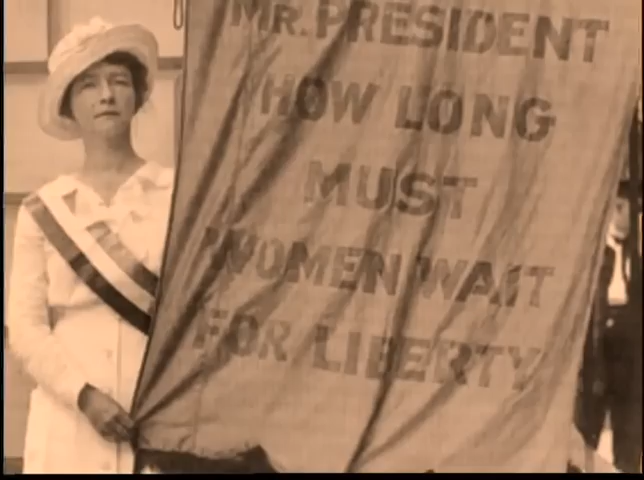 MR. PRESIDENT
HOW LONG
MUST
WOMEN WAIT
FOR LIBERTY